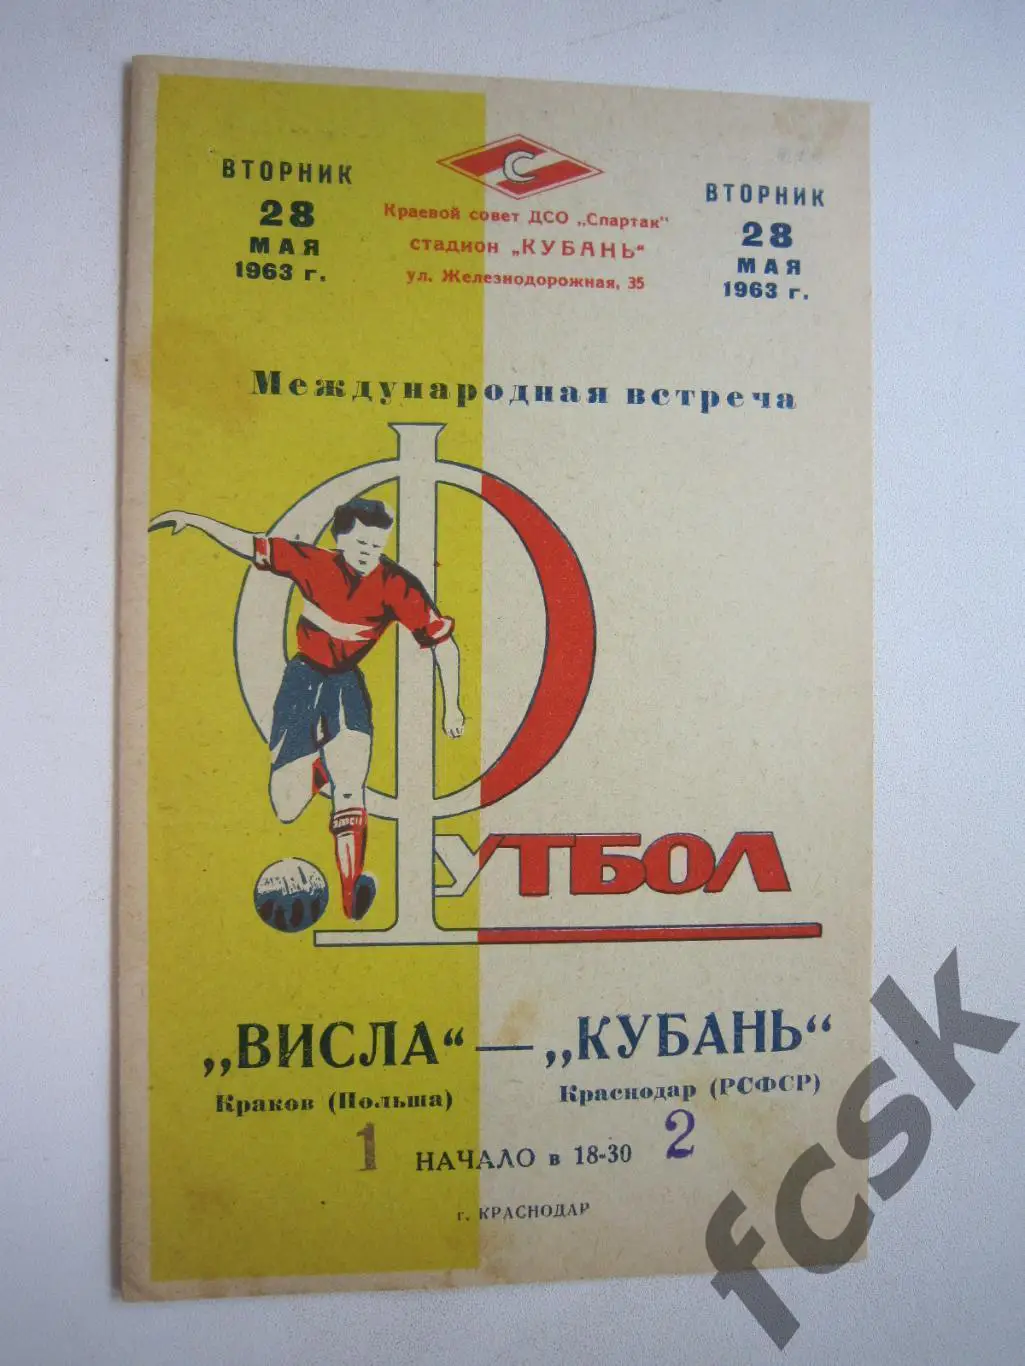 ВТОРНИК
28
МАЯ
1963 г.
С
Краевой совет ДСО „Спартак"
стадион „КУБАНЬ"
ул. Железнодорожная, 35
ВТОРНИК
28
МАЯ
1963 г.
Международная встреча
ФУТБОЛ
„ВИСЛА“ — „КУБАНЬ“
Краков (Польша)
Краснодар (РСФСР)
1 НАЧАЛО в 18-30 2
г. КРАСНОДАР
fcsk